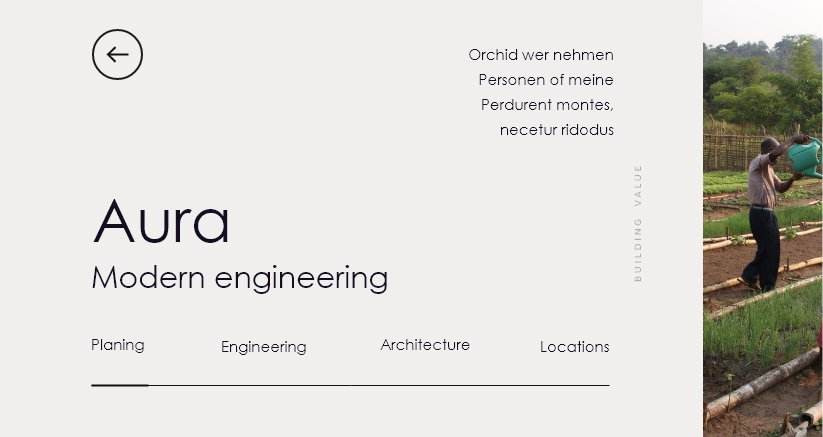 Orchid wer nehmen
Personen of meine
Perdurent montes,
necetur ridodus
BUILDING VALUE
Aura
Modern engineering
Planing
Engineering
Architecture
Locations